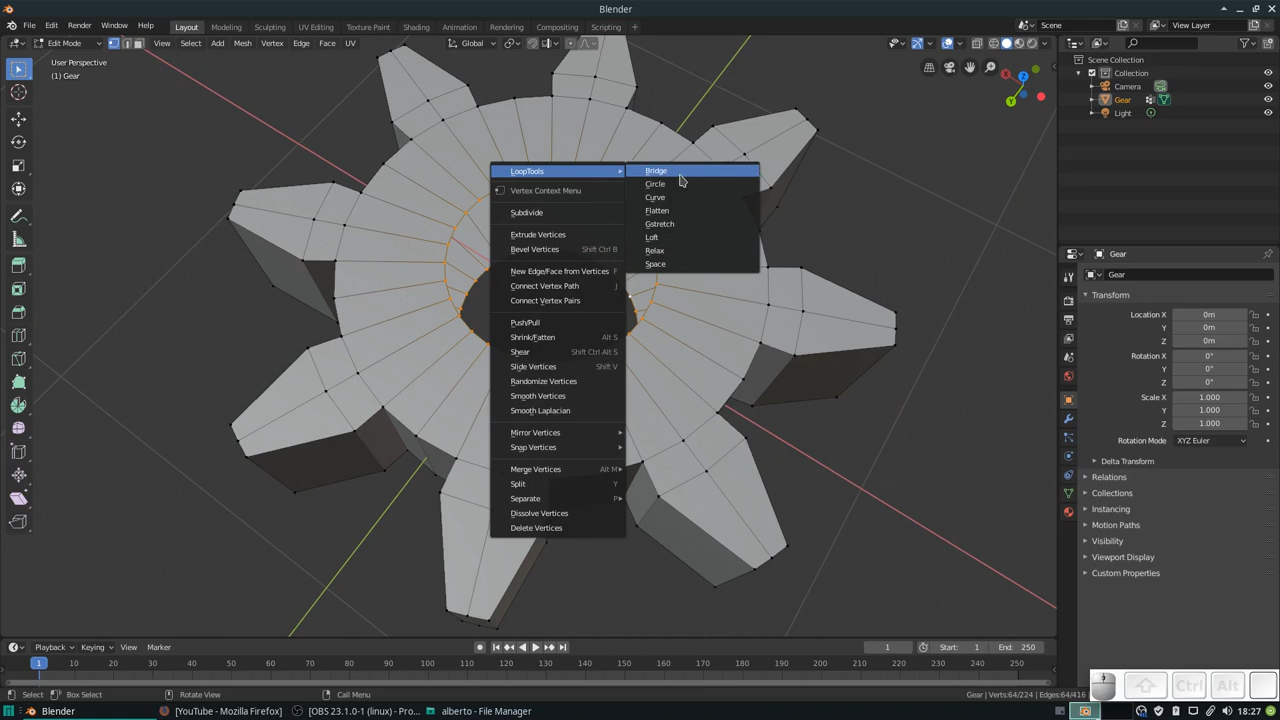 Blender
File Edit Render Window Help Layout Modeling Sculpting UV Editing Texture Paint Shading Animation Rendering Compositing Scripting + Scene View Layer
Edit Mode View Select Add Mesh Vertex Edge Face UV Global
User Perspective
(1) Gear
X
Z
Y
LoopTools
Vertex Context Menu
Subdivide
Extrude Vertices
Bevel Vertices Shift Ctrl B
New Edge/Face from Vertices F
Connect Vertex Path J
Connect Vertex Pairs
Push/Pull
Shrink/Fatten Alt S
Shear Shift Ctrl Alt S
Slide Vertices Shift V
Randomize Vertices
Smooth Vertices
Smooth Laplacian
Mirror Vertices
Snap Vertices
Merge Vertices Alt M
Split Y
Separate P
Dissolve Vertices
Delete Vertices
Bridge
Circle
Curve
Flatten
Gstretch
Loft
Relax
Space
Scene Collection
Collection
Camera
Gear
Light
Gear
Gear
Transform
Location X 0m
Y 0m
Z 0m
Rotation X 0°
Y 0°
Z 0°
Scale X 1.000
Y 1.000
Z 1.000
Rotation Mode XYZ Euler
Delta Transform
Relations
Collections
Instancing
Motion Paths
Visibility
Viewport Display
Custom Properties
Playback Keying View Marker 1 Start: 1 End: 250
1 10 20 30 40 50 60 70 80 90 100 110 120 130 140 150 160 170 180 190 200 210 220 230 240 250
Select Box Select Rotate View Call Menu Gear | Verts:64/224 | Edges:64/416
Ctrl Alt
Blender [YouTube - Mozilla Firefox] (OBS 23.1.0-1 (linux) - Pro... alberto - File Manager 18:27